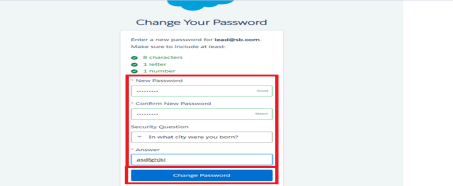 Change Your Password
Enter a new password for lead@sb.com.
Make sure to include at least:
8 characters
1 letter
1 number
* New Password
.........
Good
* Confirm New Password
.........
Match
Security Question
In what city were you born?
* Answer
Change Password